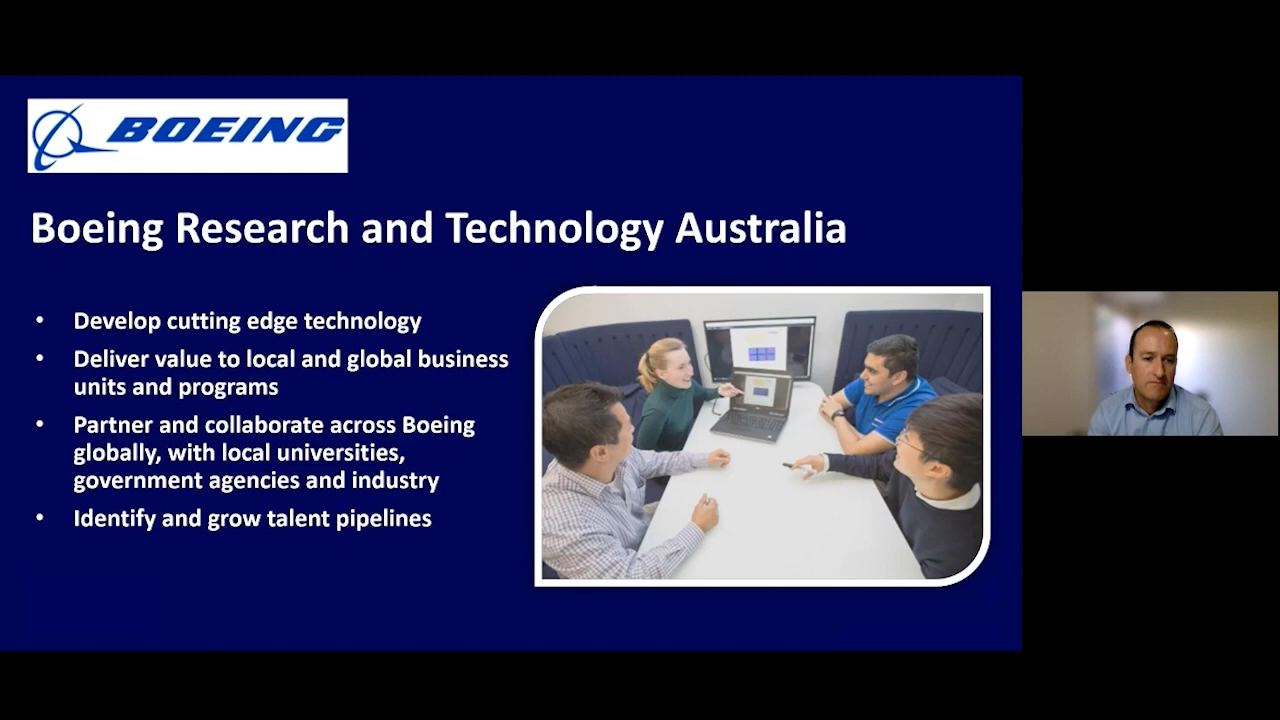 BOEING
Boeing Research and Technology Australia
• Develop cutting edge technology
• Deliver value to local and global business
units and programs
• Partner and collaborate across Boeing
globally, with local universities,
government agencies and industry
• Identify and grow talent pipelines